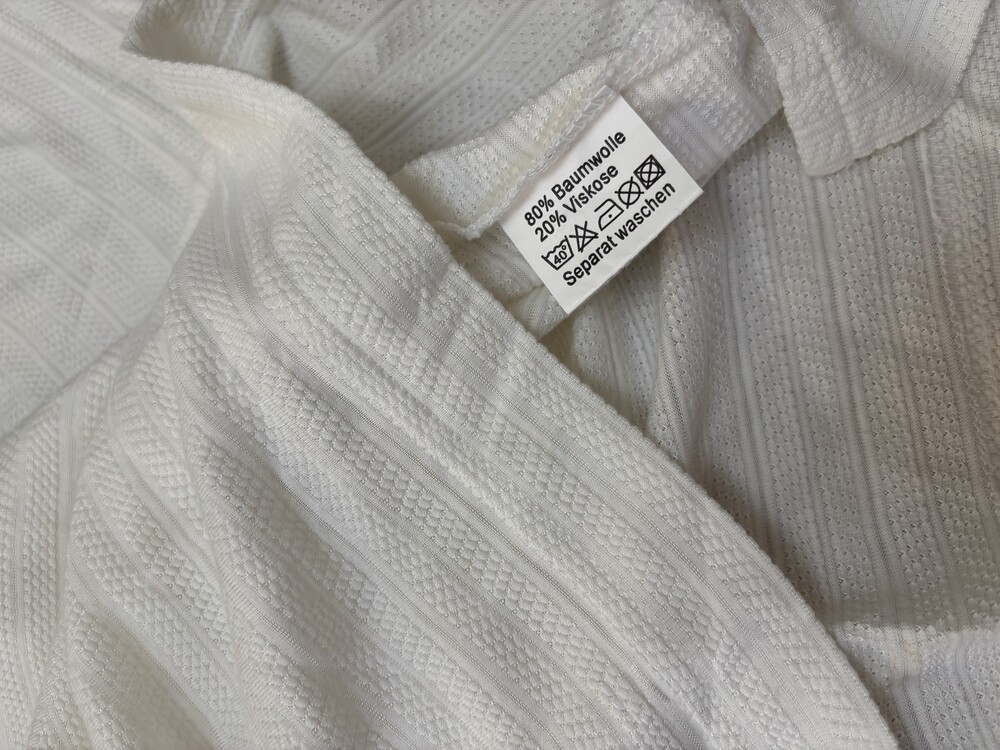 80% Baumwolle
20% Viskose
40°
Separat waschen